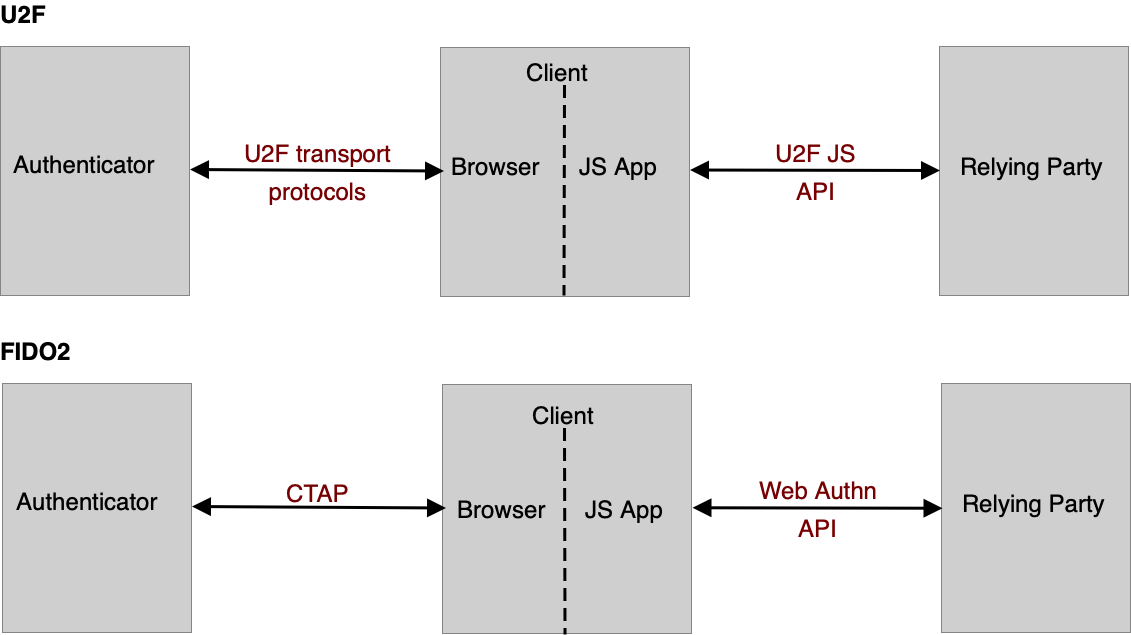 U2F
Client
Authenticator
U2F transport
protocols
Browser
JS App
U2F JS
API
Relying Party
FIDO2
Client
Authenticator
CTAP
Browser
JS App
Web Authn
API
Relying Party